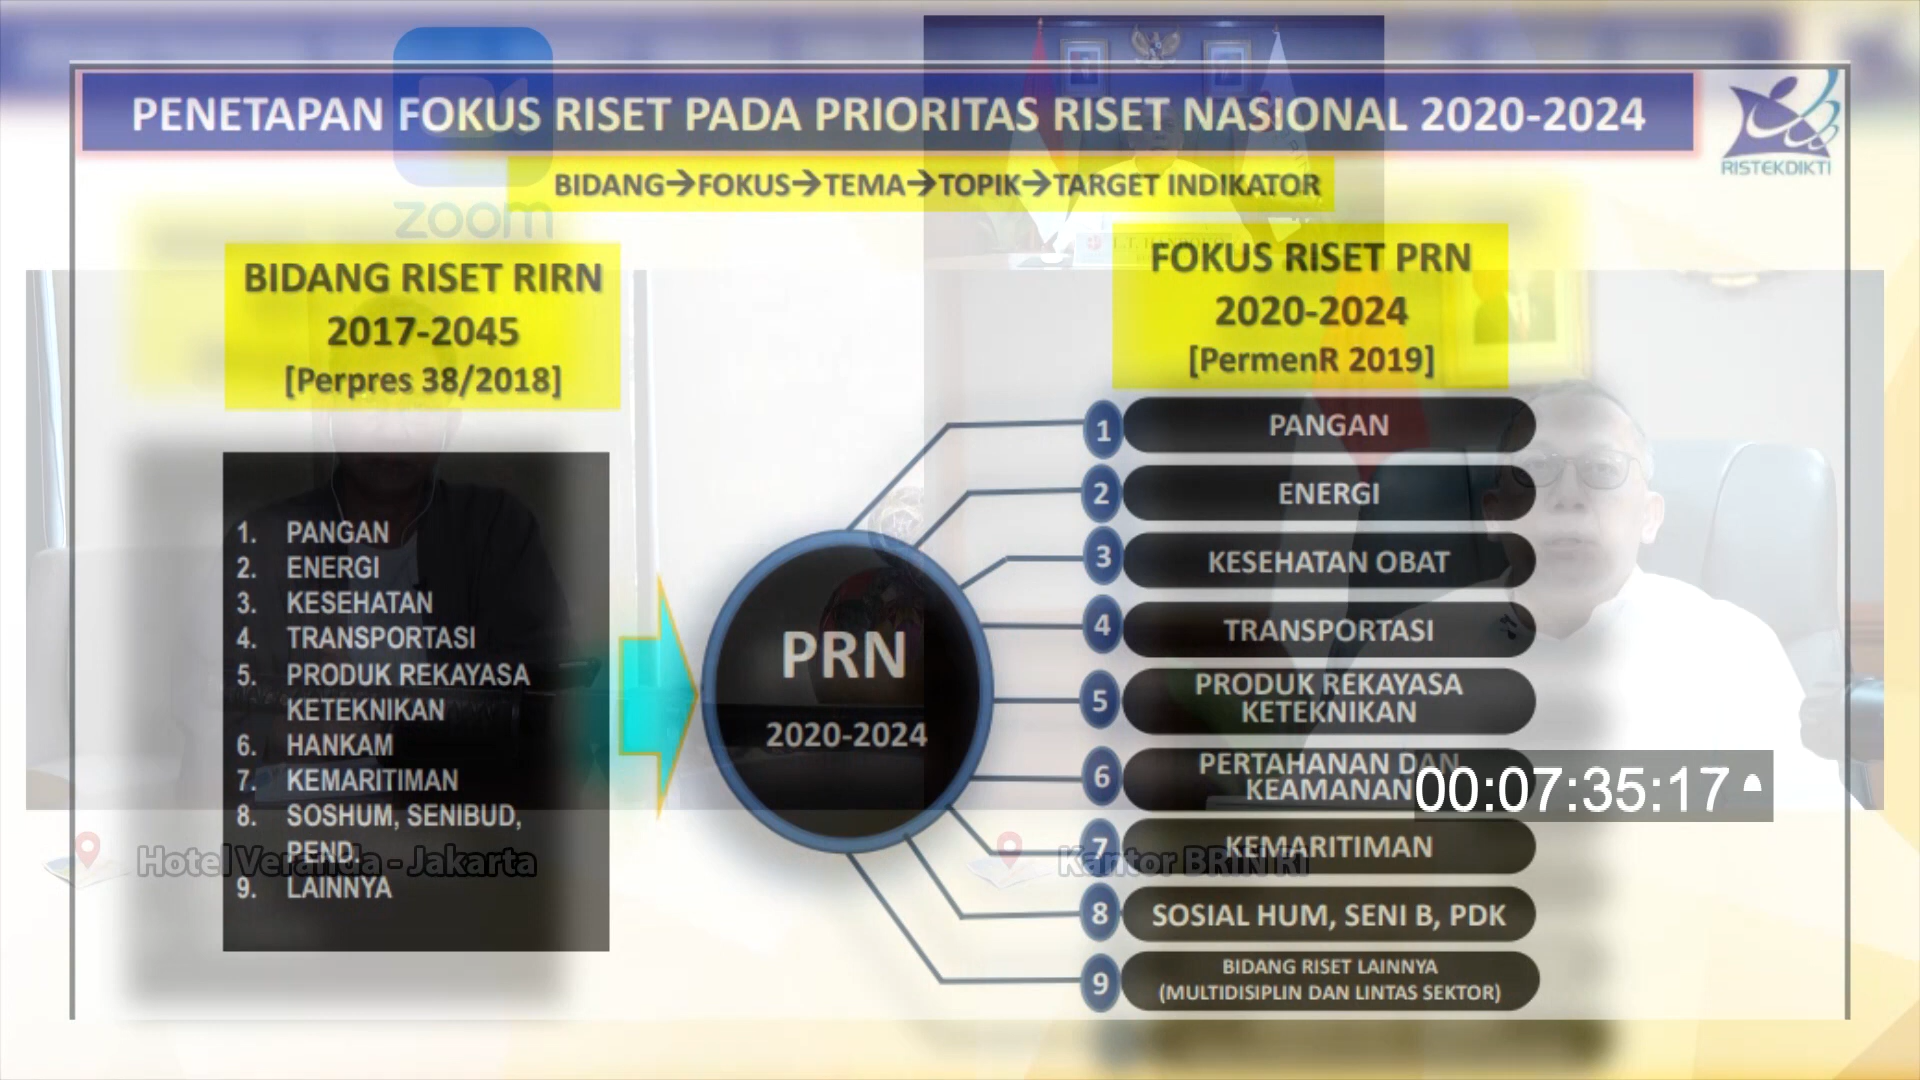 PENETAPAN FOKUS RISET PADA PRIORITAS RISET NASIONAL 2020-2024
RISTEKDIKTI
BIDANG→FOKUS→TEMA→TOPIK→TARGET INDIKATOR
zoom
BIDANG RISET RIRN
2017-2045
[Perpres 38/2018]
1. PANGAN
2. ENERGI
3. KESEHATAN
4. TRANSPORTASI
5. PRODUK REKAYASA
KETEKNIKAN
6. HANKAM
7. KEMARITIMAN
8. SOSHUM, SENIBUD,
PEND.
9. LAINNYA
PRN
2020-2024
FOKUS RISET PRN
2020-2024
[PermenR 2019]
1 PANGAN
2 ENERGI
3 KESEHATAN OBAT
4 TRANSPORTASI
5 PRODUK REKAYASA
KETEKNIKAN
6 PERTAHANAN DAN
KEAMANAN
7 KEMARITIMAN
8 SOSIAL HUM, SENI B, PDK
9 BIDANG RISET LAINNYA
(MULTIDISIPLIN DAN LINTAS SEKTOR)
00:07:35:17
Hotel Veranda - Jakarta
Kantor BRIN RI